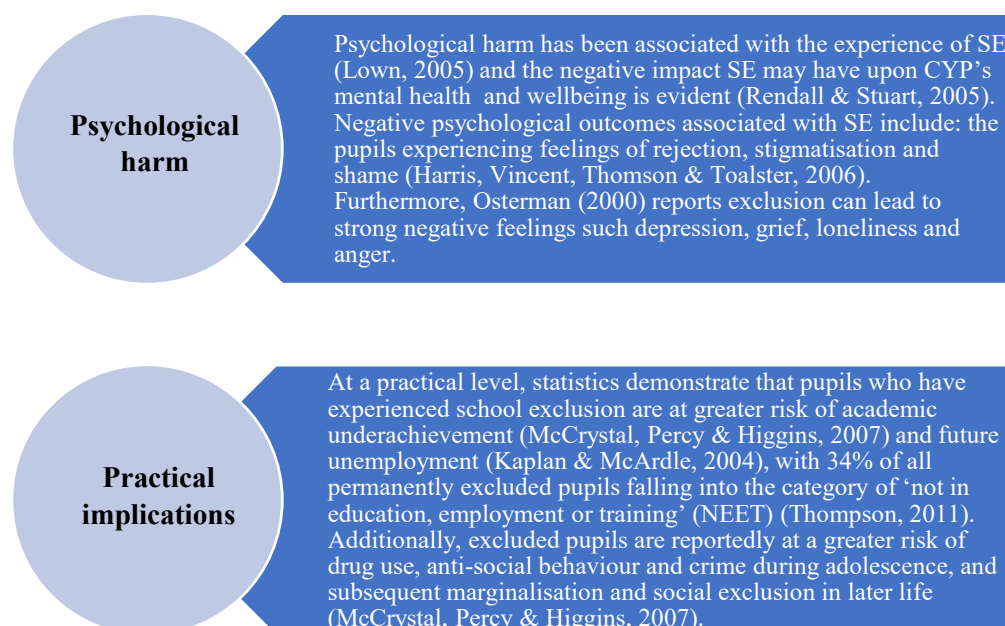 Psychological
harm
Psychological harm has been associated with the experience of SE
(Lown, 2005) and the negative impact SE may have upon CYP’s
mental health and wellbeing is evident (Rendall & Stuart, 2005).
Negative psychological outcomes associated with SE include: the
pupils experiencing feelings of rejection, stigmatisation and
shame (Harris, Vincent, Thomson & Toalster, 2006).
Furthermore, Osterman (2000) reports exclusion can lead to
strong negative feelings such depression, grief, loneliness and
anger.
Practical
implications
At a practical level, statistics demonstrate that pupils who have
experienced school exclusion are at greater risk of academic
underachievement (McCrystal, Percy & Higgins, 2007) and future
unemployment (Kaplan & McArdle, 2004), with 34% of all
permanently excluded pupils falling into the category of ‘not in
education, employment or training’ (NEET) (Thompson, 2011).
Additionally, excluded pupils are reportedly at a greater risk of
drug use, anti-social behaviour and crime during adolescence, and
subsequent marginalisation and social exclusion in later life
(McCrystal, Percy & Higgins, 2007).